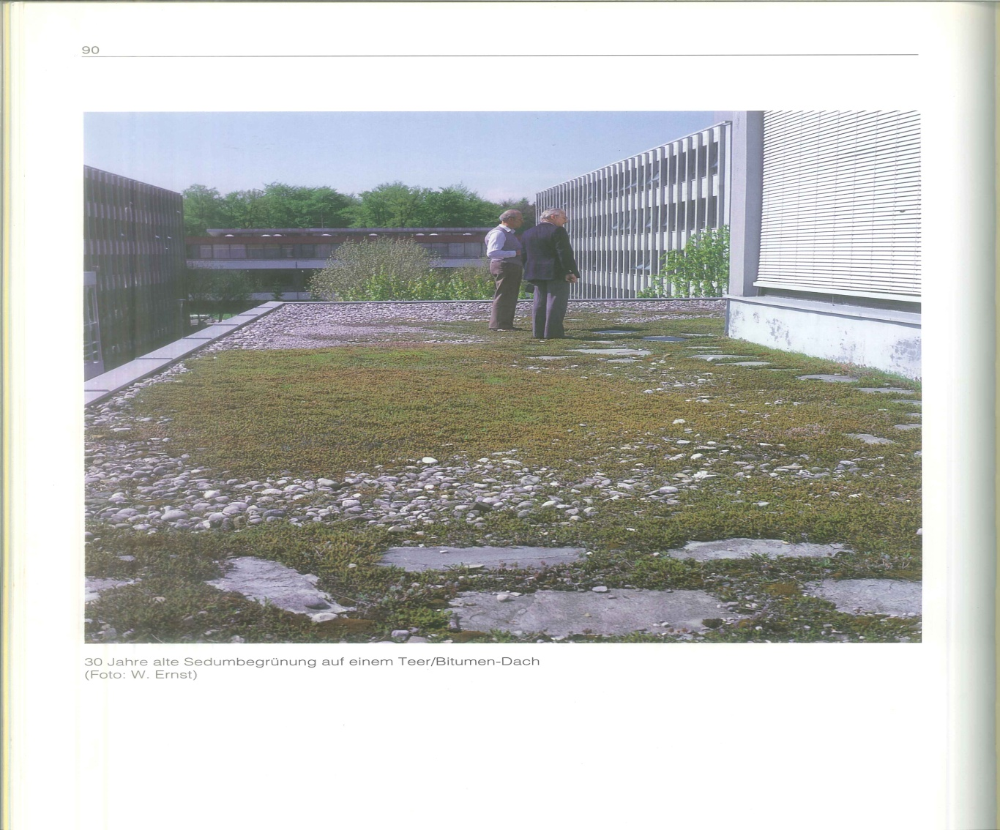 90
30 Jahre alte Sedumbegrünung auf einem Teer/Bitumen-Dach
(Foto: W. Ernst)